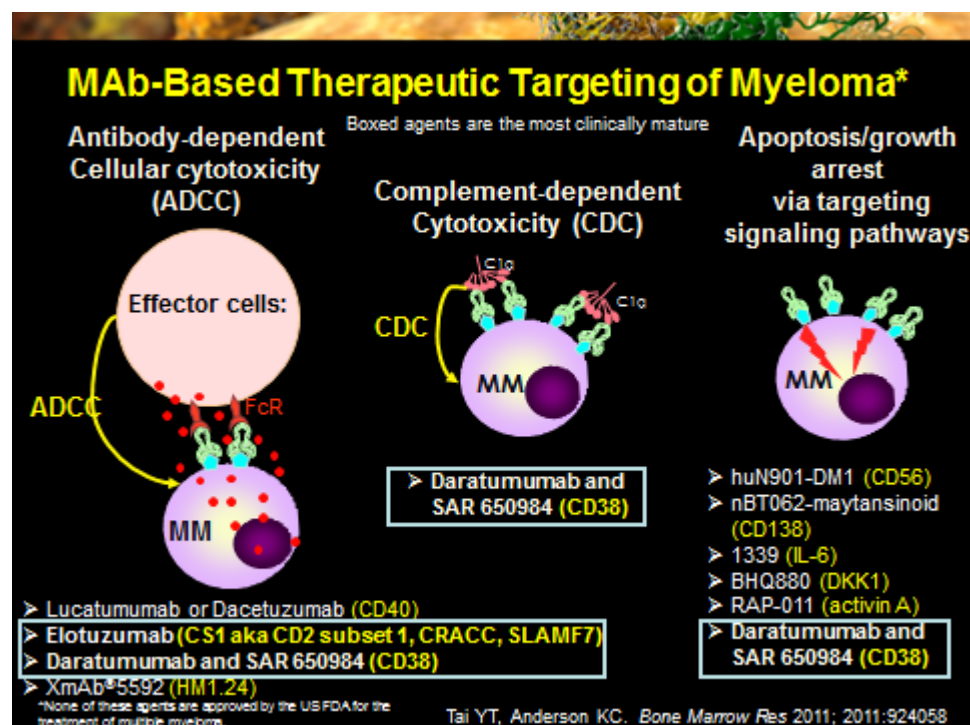 MAb-Based Therapeutic Targeting of Myeloma*
Boxed agents are the most clinically mature
Antibody-dependent
Cellular cytotoxicity
(ADCC)
Effector cells:
ADCC
FcR
MM
➢ Lucatumumab or Dacetuzumab (CD40)
➢ Elotuzumab (CS1 aka CD2 subset 1, CRACC, SLAMF7)
➢ Daratumumab and SAR 650984 (CD38)
➢ XmAb®5592 (HM1.24)
*None of these agents are approved by the US FDA for the
treatment of multiple myeloma.
Complement-dependent
Cytotoxicity (CDC)
C1q
C1q
CDC
MM
➢ Daratumumab and
SAR 650984 (CD38)
Apoptosis/growth
arrest
via targeting
signaling pathways
MM
➢ huN901-DM1 (CD56)
➢ nBT062-maytansinoid
(CD138)
➢ 1339 (IL-6)
➢ BHQ880 (DKK1)
➢ RAP-011 (activin A)
➢ Daratumumab and
SAR 650984 (CD38)
Tai YT, Anderson KC. Bone Marrow Res 2011; 2011:924058